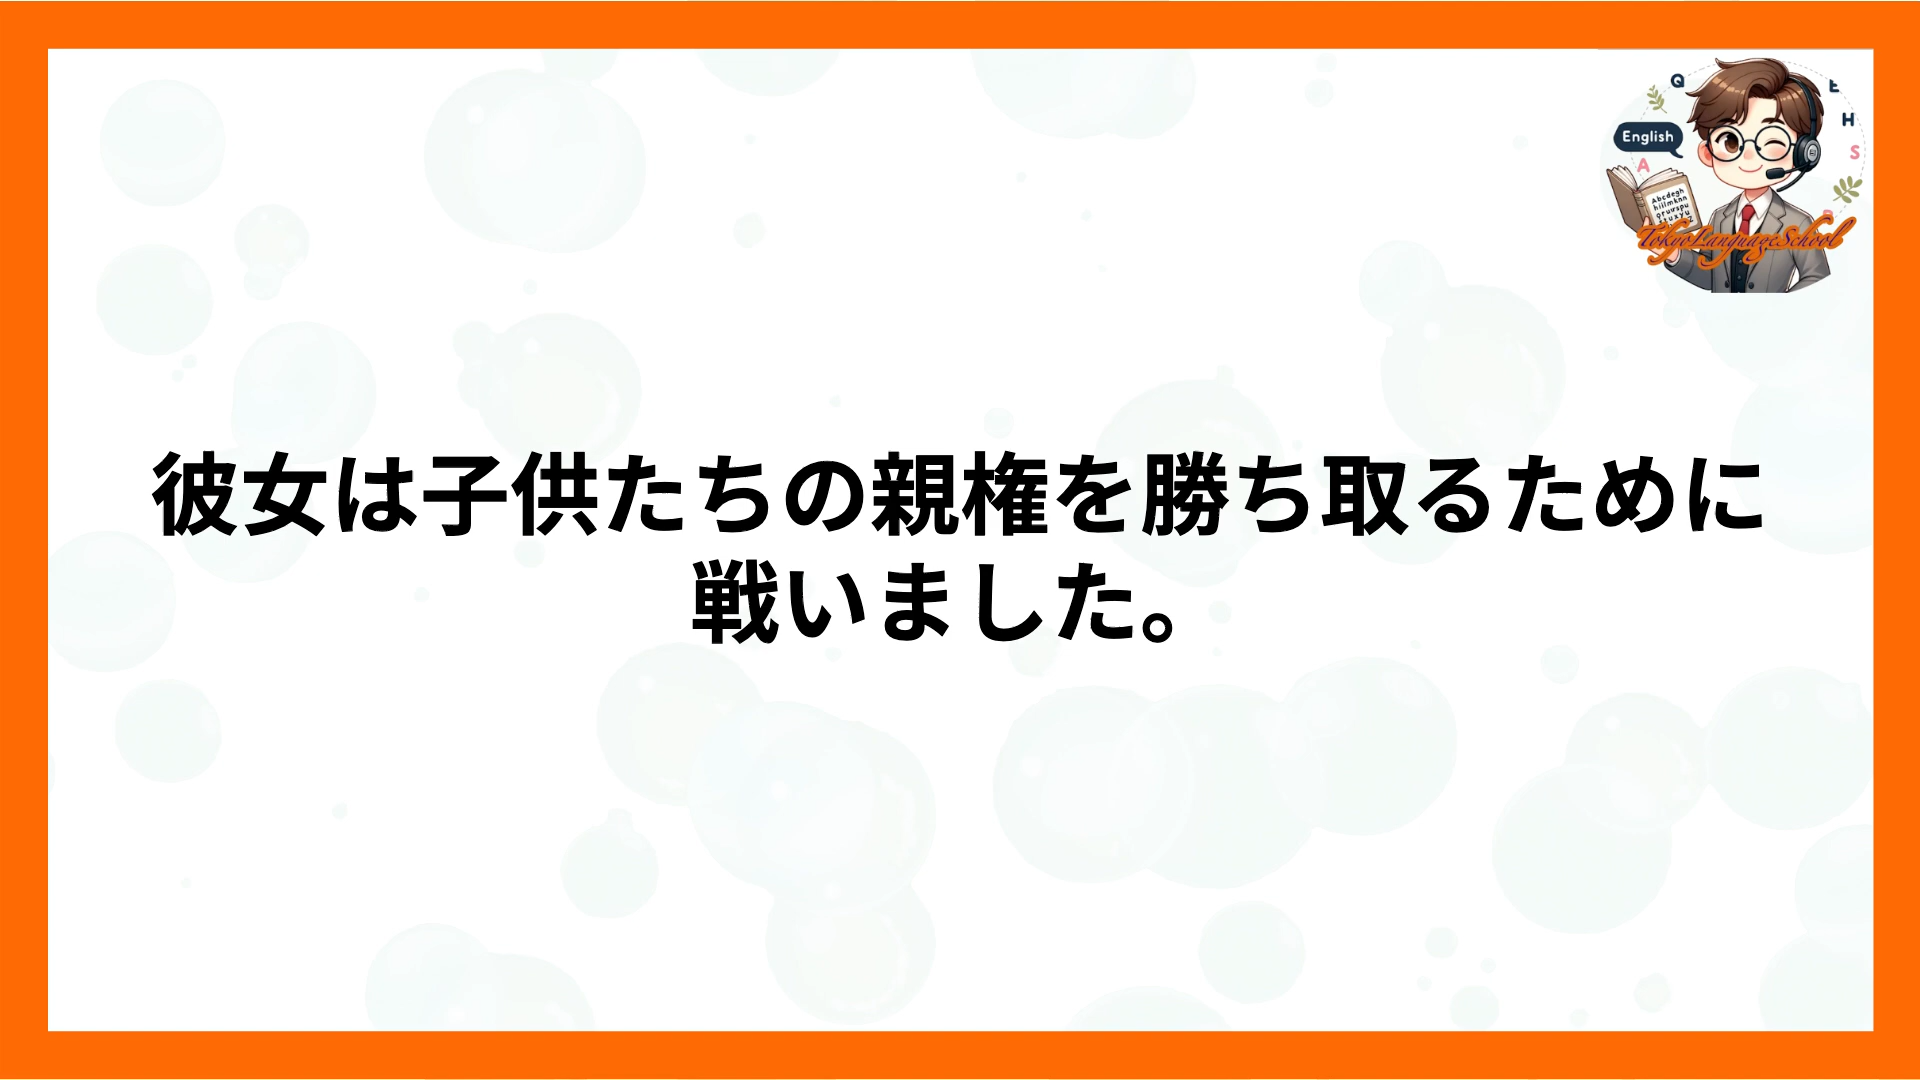 Q
E
H
English
S
A
Abcdegh
TokyoLanguageSchool
彼女は子供たちの親権を勝ち取るために
戦いました。